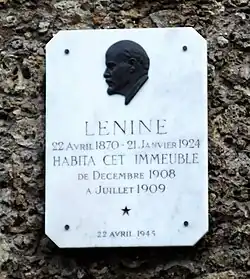 LENINE
22 AVRIL 1870 - 21 JANVIER 1924
HABITA CET IMMEUBLE
DE DECEMBRE 1908
A JUILLET 1909
22 AVRIL 1945